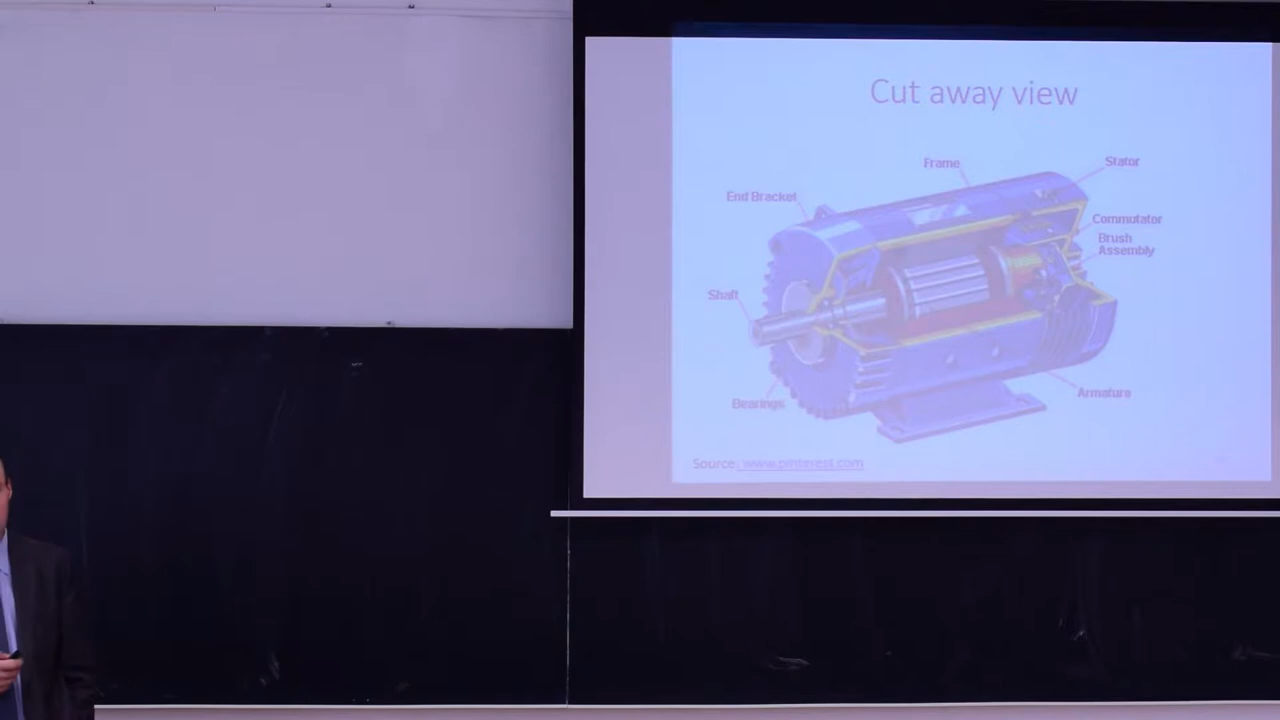 Cut away view
Frame
Stator
End Bracket
Commutator
Brush
Assembly
Shaft
Armature
Bearings
Source: www.pinterest.com